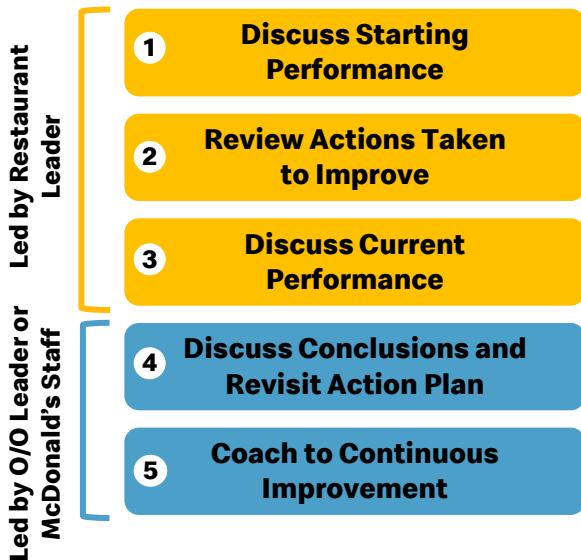 Led by Restaurant
Leader
1
Discuss Starting
Performance
2
Review Actions Taken
to Improve
3
Discuss Current
Performance
Led by O/O Leader or
McDonald's Staff
4
Discuss Conclusions and
Revisit Action Plan
5
Coach to Continuous
Improvement